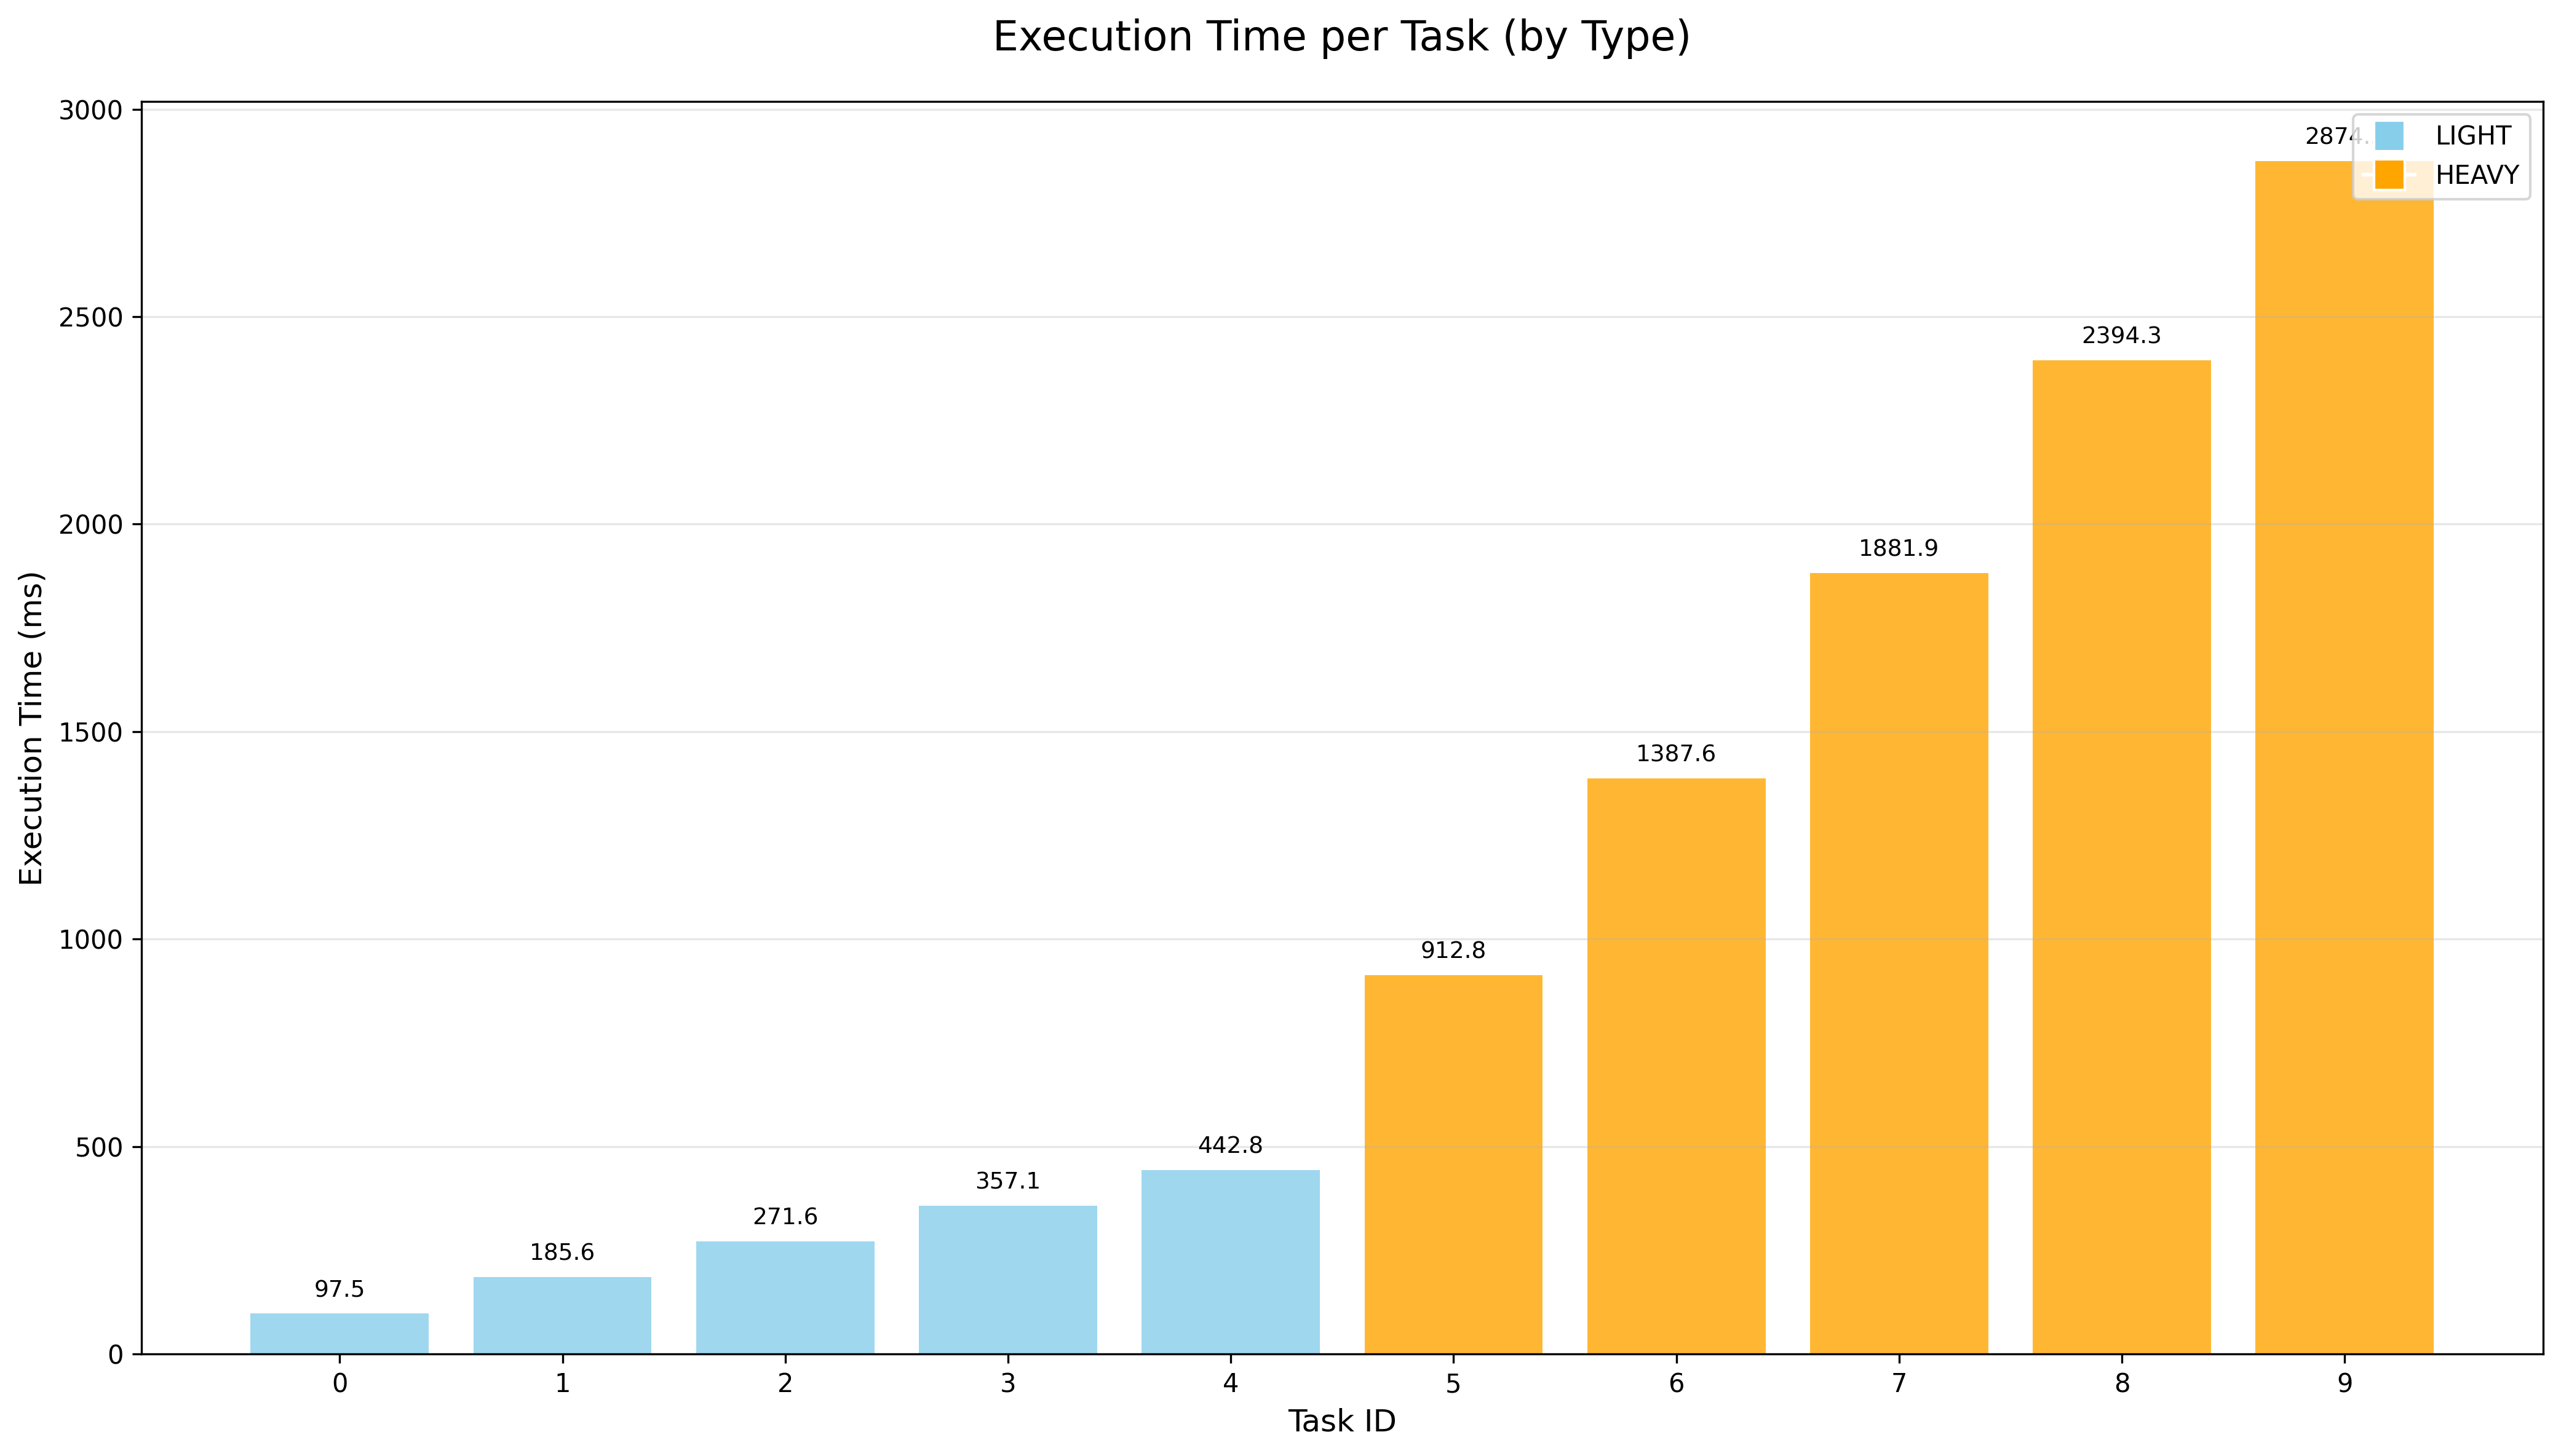 Execution Time per Task (by Type)
3000
2500
2000
1500
1000
500
0
Execution Time (ms)
97.5
185.6
271.6
357.1
442.8
912.8
1387.6
1881.9
2394.3
2874.
LIGHT
HEAVY
0 1 2 3 4 5 6 7 8 9
Task ID